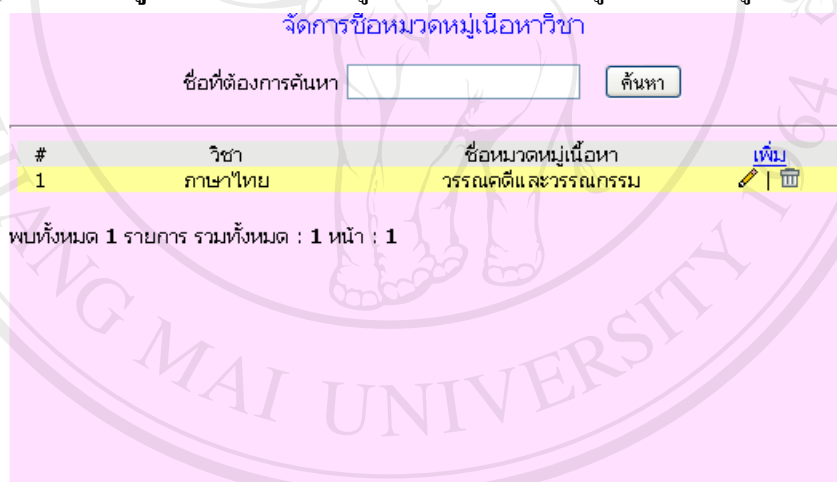 จัดการชื่อหมวดหมู่เนื้อหาวิชา
ชื่อที่ต้องการค้นหา ค้นหา
# วิชา ชื่อหมวดหมู่เนื้อหา เพิ่ม
1 ภาษาไทย วรรณคดีและวรรณกรรม |
พบทั้งหมด 1 รายการ รวมทั้งหมด : 1 หน้า : 1
ANG MAI UNIVERSITY 1964